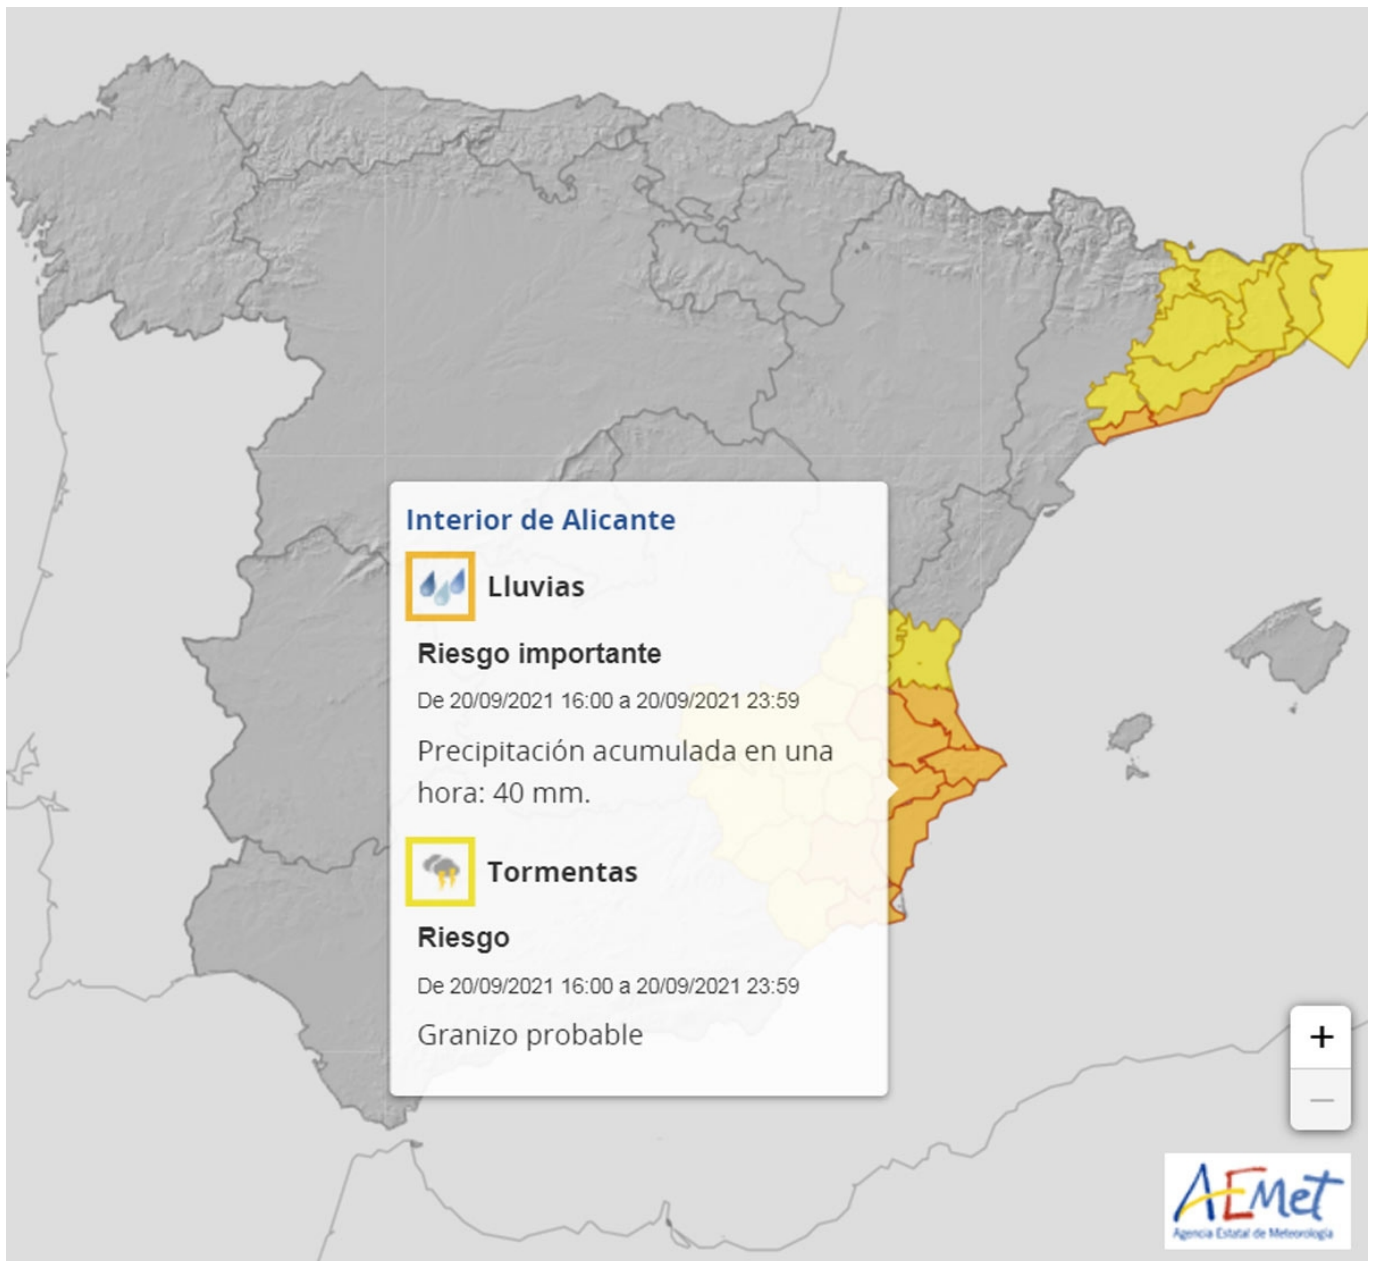 Interior de Alicante
Lluvias
Riesgo importante
De 20/09/2021 16:00 a 20/09/2021 23:59
Precipitación acumulada en una
hora: 40 mm.
Tormentas
Riesgo
De 20/09/2021 16:00 a 20/09/2021 23:59
Granizo probable
+
−
AEMet
Agencia Estatal de Meteorología